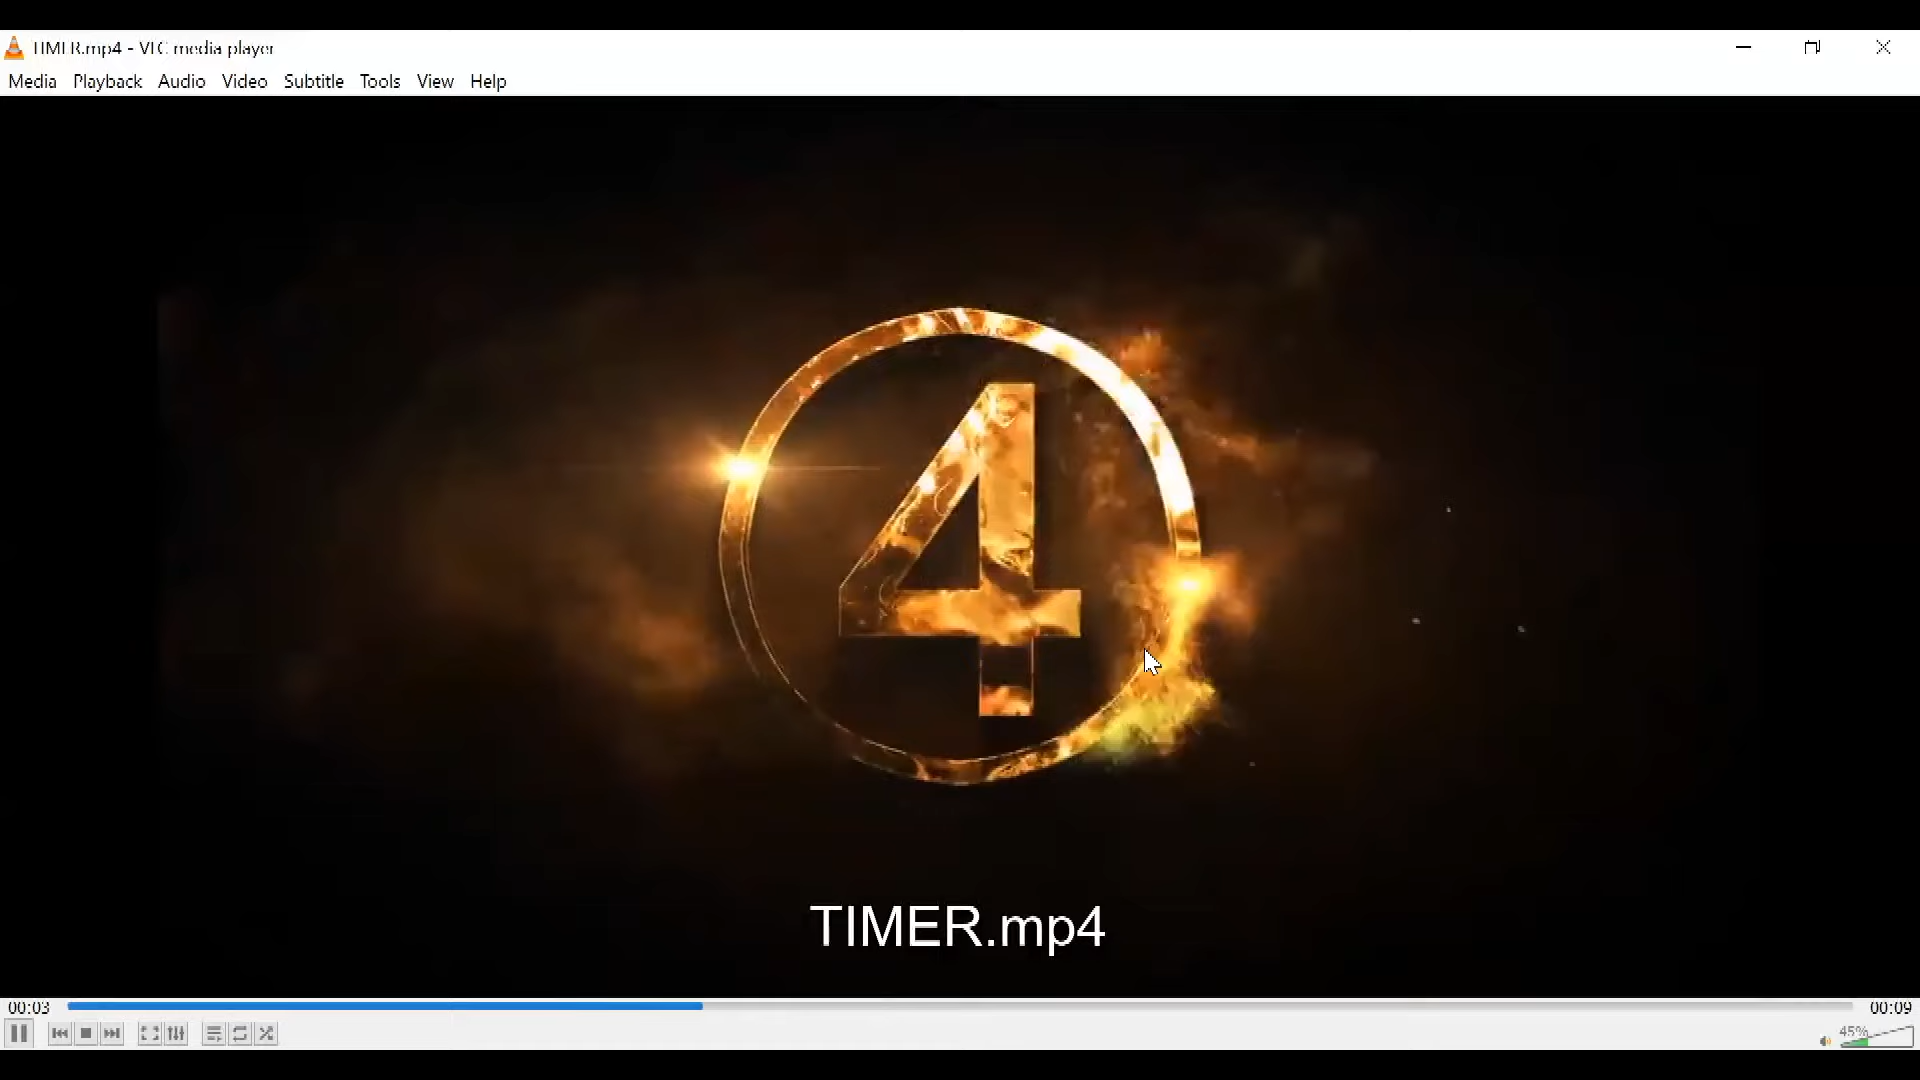 TIMER.mp4 - VLC media player
Media Playback Audio Video Subtitle Tools View Help
4
TIMER.mp4
00:03 00:09
45%